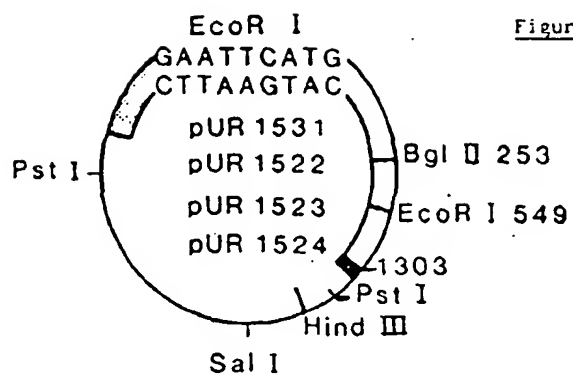 EcoR I
Figur
GAATTCATG
CTTAAGTAC
pUR 1531
pUR 1522
Pst I
Bgl II 253
pUR 1523
EcoR I 549
pUR 1524
1303
Pst I
Hind III
Sal I